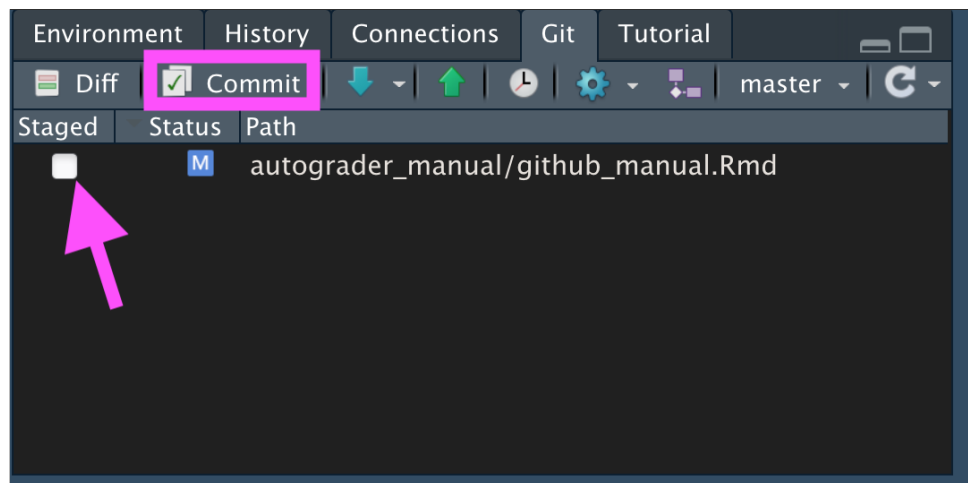 Environment History Connections Git Tutorial
Diff Commit master
Staged Status Path
M autograder_manual/github_manual.Rmd